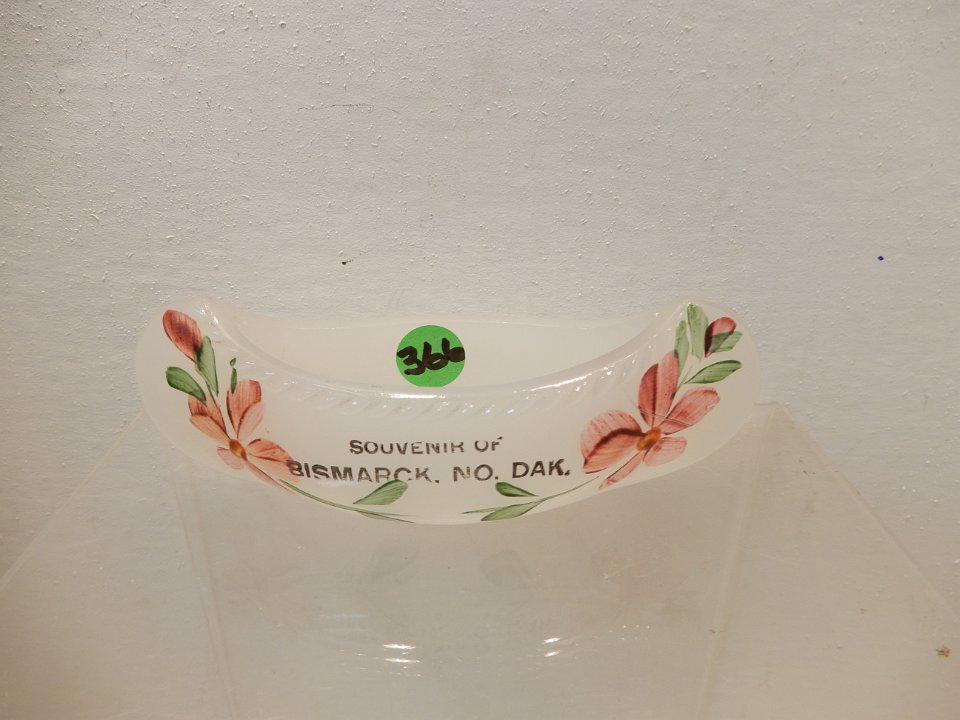 366
SOUVENIR OF
BISMARCK, NO. DAK.